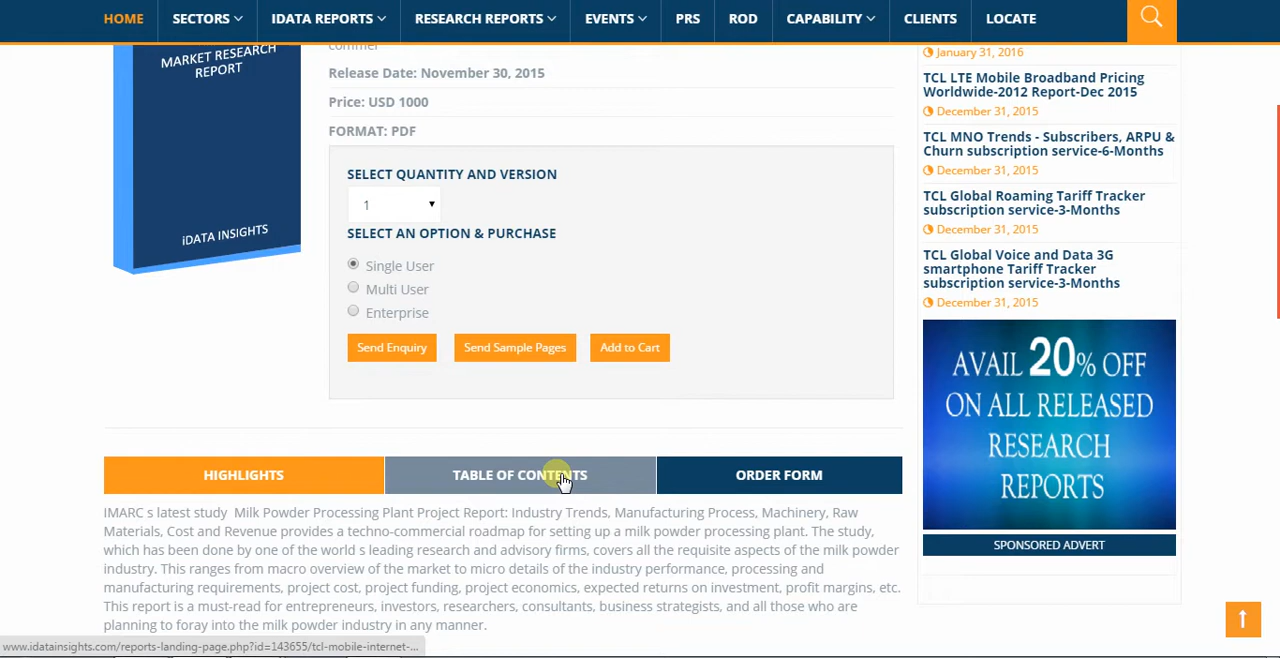 HOME SECTORS IDATA REPORTS RESEARCH REPORTS EVENTS PRS ROD CAPABILITY CLIENTS LOCATE
MARKET RESEARCH
REPORT
iDATA INSIGHTS
Release Date: November 30, 2015
Price: USD 1000
FORMAT: PDF
SELECT QUANTITY AND VERSION
1
SELECT AN OPTION & PURCHASE
Single User
Multi User
Enterprise
Send Enquiry Send Sample Pages Add to Cart
HIGHLIGHTS TABLE OF CONTENTS ORDER FORM
IMARC s latest study Milk Powder Processing Plant Project Report: Industry Trends, Manufacturing Process, Machinery, Raw
Materials, Cost and Revenue provides a techno-commercial roadmap for setting up a milk powder processing plant. The study,
which has been done by one of the world s leading research and advisory firms, covers all the requisite aspects of the milk powder
industry. This ranges from macro overview of the market to micro details of the industry performance, processing and
manufacturing requirements, project cost, project funding, project economics, expected returns on investment, profit margins, etc.
This report is a must-read for entrepreneurs, investors, researchers, consultants, business strategists, and all those who are
planning to foray into the milk powder industry in any manner.
January 31, 2016
TCL LTE Mobile Broadband Pricing
Worldwide-2012 Report-Dec 2015
December 31, 2015
TCL MNO Trends - Subscribers, ARPU &
Churn subscription service-6-Months
December 31, 2015
TCL Global Roaming Tariff Tracker
subscription service-3-Months
December 31, 2015
TCL Global Voice and Data 3G
smartphone Tariff Tracker
subscription service-3-Months
December 31, 2015
AVAIL 20% OFF
ON ALL RELEASED
RESEARCH
REPORTS
SPONSORED ADVERT
www.idatainsights.com/reports-landing-page.php?id=143655/tcl-mobile-internet-...